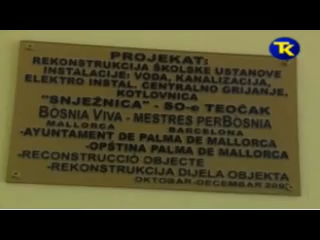 TK
PROJEKAT:
REKONSTRUKCIJA ŠKOLSKE USTANOVE
INSTALACIJE: VODA, KANALIZACIJA,
ELEKTRO INSTAL, CENTRALNO GRIJANJE,
KOTLOVNICA
"SNJEŽNICA" - SO-e TEOČAK
BOSNIA VIVA - MESTRES PERBOSNIA
MALLORCA BARCELONA
-AYUNTAMENT DE PALMA DE MALLORCA
-OPŠTINA PALMA DE MALLORCA
-RECONSTRUCCIÓ OBJECTE
-REKONSTRUKCIJA DIJELA OBJEKTA
OKTOBAR-DECEMBAR